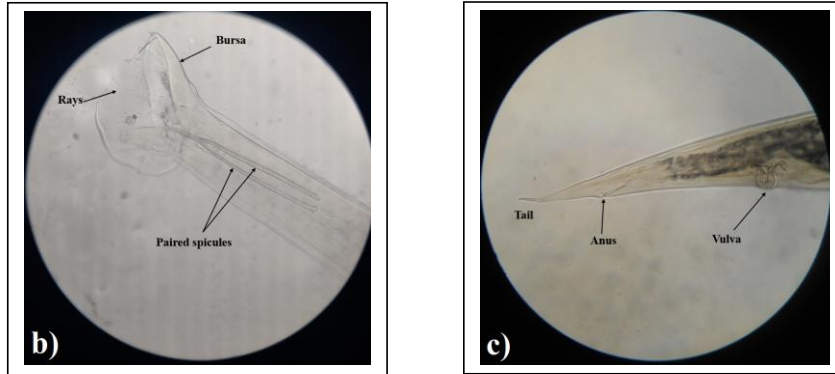 Bursa
Rays
Paired spicules
b)
Tail
Anus
Vulva
c)